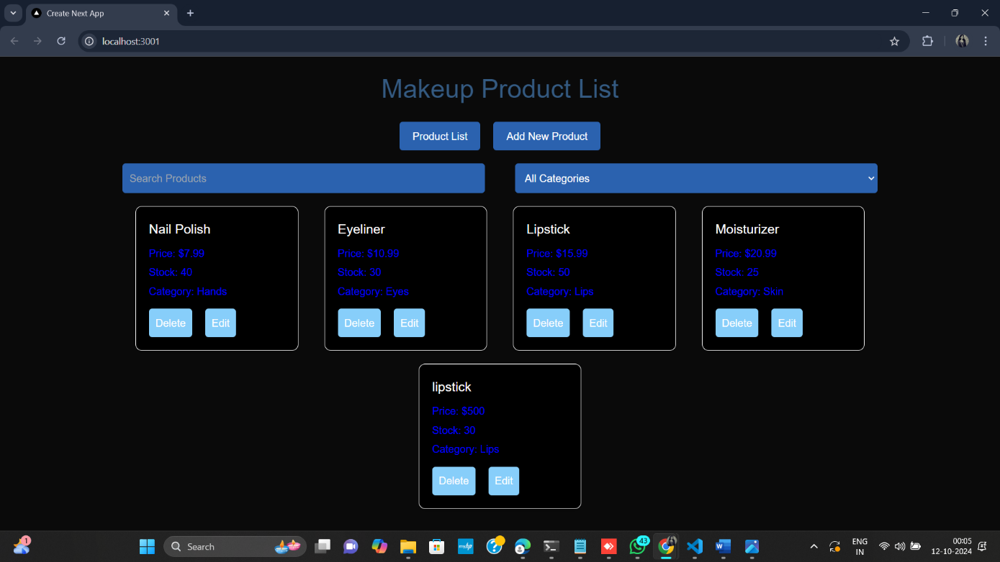 Create Next App
localhost:3001
Makeup Product List
Product List
Add New Product
Search Products
All Categories
Nail Polish
Price: $7.99
Stock: 40
Category: Hands
Delete
Edit
Eyeliner
Price: $10.99
Stock: 30
Category: Eyes
Delete
Edit
Lipstick
Price: $15.99
Stock: 50
Category: Lips
Delete
Edit
Moisturizer
Price: $20.99
Stock: 25
Category: Skin
Delete
Edit
lipstick
Price: $500
Stock: 30
Category: Lips
Delete
Edit
1
Search
myhp
43
W
ENG
IN
00:05
12-10-2024